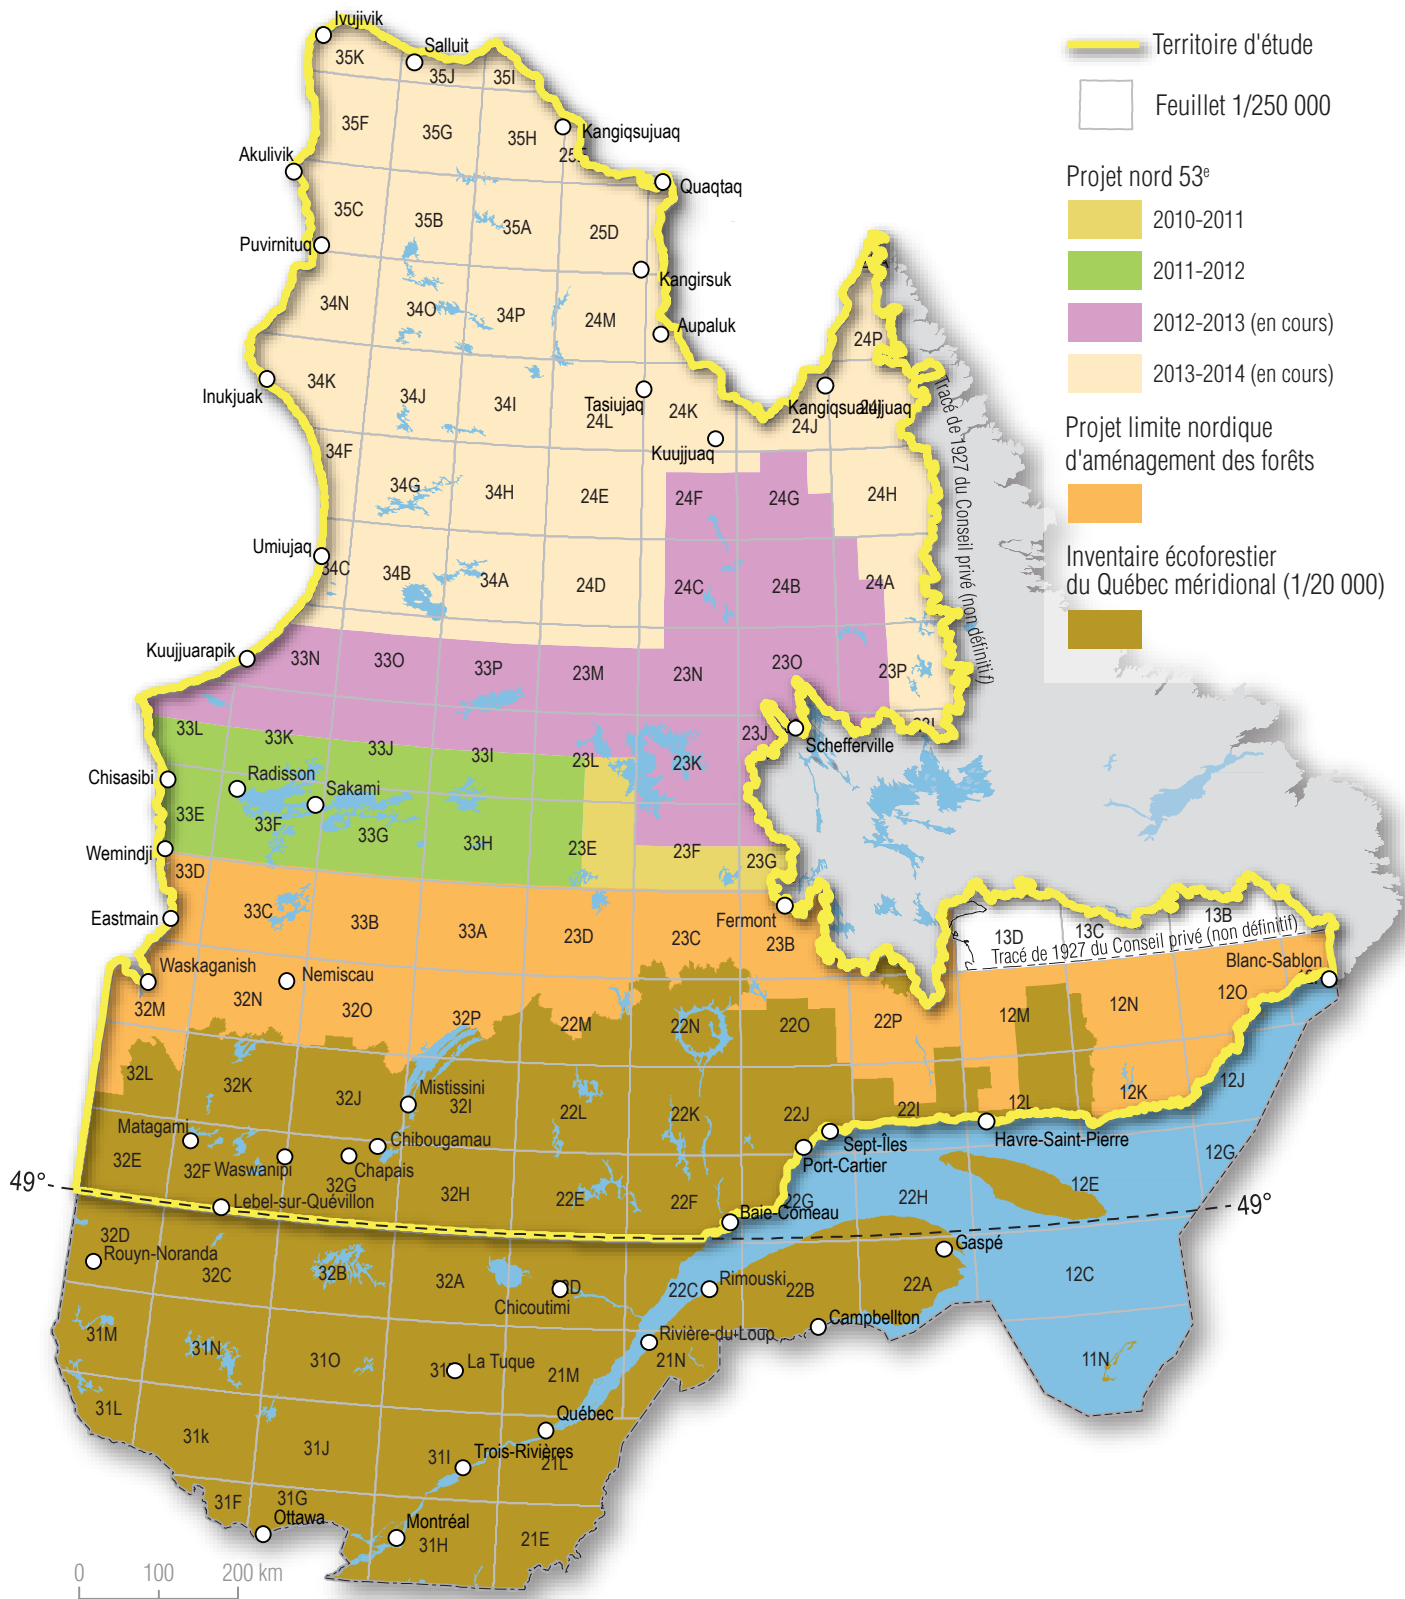 Ivujivik
Salluit
35K
35J
35I
Territoire d'étude
Feuillet 1/250 000
35F
35G
35H
Kangiqsujuaq
Akulivik
Quaqtaq
Projet nord 53e
2010-2011
2011-2012
2012-2013 (en cours)
2013-2014 (en cours)
35C
35B
35A
25D
Puvirnituq
Kangirsuk
34N
34O
34P
24M
Aupaluk
24P
Inukjuak
34K
34J
34I
Tasiujaq
24L
24K
Kangiqsualujjuaq
24J
24I
Kuujjuaq
Tracé de 1927 du Conseil privé (non définitif)
Projet limite nordique
d'aménagement des forêts
Inventaire écoforestier
du Québec méridional (1/20 000)
34F
34G
34H
24E
24F
24G
24H
Umiujaq
34C
34B
34A
24D
24C
24B
24A
Kuujjuarapik
33N
33O
33P
23M
23N
23O
23P
33L
33K
33J
33I
23L
23K
23J
Schefferville
Chisasibi
Radisson
Sakami
33E
33F
33G
33H
23E
23F
23G
Wemindji
33D
Eastmain
33C
33B
33A
23D
23C
23B
Fermont
13D
13C
13B
Tracé de 1927 du Conseil privé (non définitif)
Blanc-Sablon
Waskaganish
Nemiscau
32M
32N
32O
32P
22M
22N
22O
22P
12M
12N
12O
32L
32K
32J
Mistissini
32I
22L
22K
22J
22I
12L
12K
12J
Matagami
Chibougamau
Sept-Îles
Havre-Saint-Pierre
32E
32F
Waswanipi
Chapais
32G
32H
22E
22F
Port-Cartier
22G
22H
12E
12G
49°
Lebel-sur-Quévillon
Baie-Comeau
49°
32D
Rouyn-Noranda
32C
32B
32A
Chicoutimi
22C
Rimouski
22B
22A
Gaspé
12C
31M
31N
31O
La Tuque
21M
Rivière-du-Loup
21N
Campbellton
11N
31L
31k
31J
31I
Trois-Rivières
Québec
21L
31F
31G
Ottawa
Montréal
31H
21E
0 100 200 km